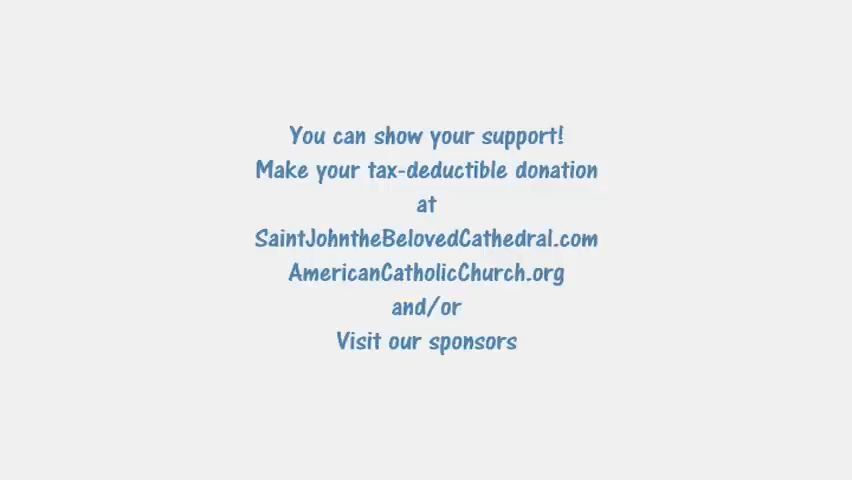 You can show your support!
Make your tax-deductible donation
at
SaintJohntheBelovedCathedral.com
AmericanCatholicChurch.org
and/or
Visit our sponsors